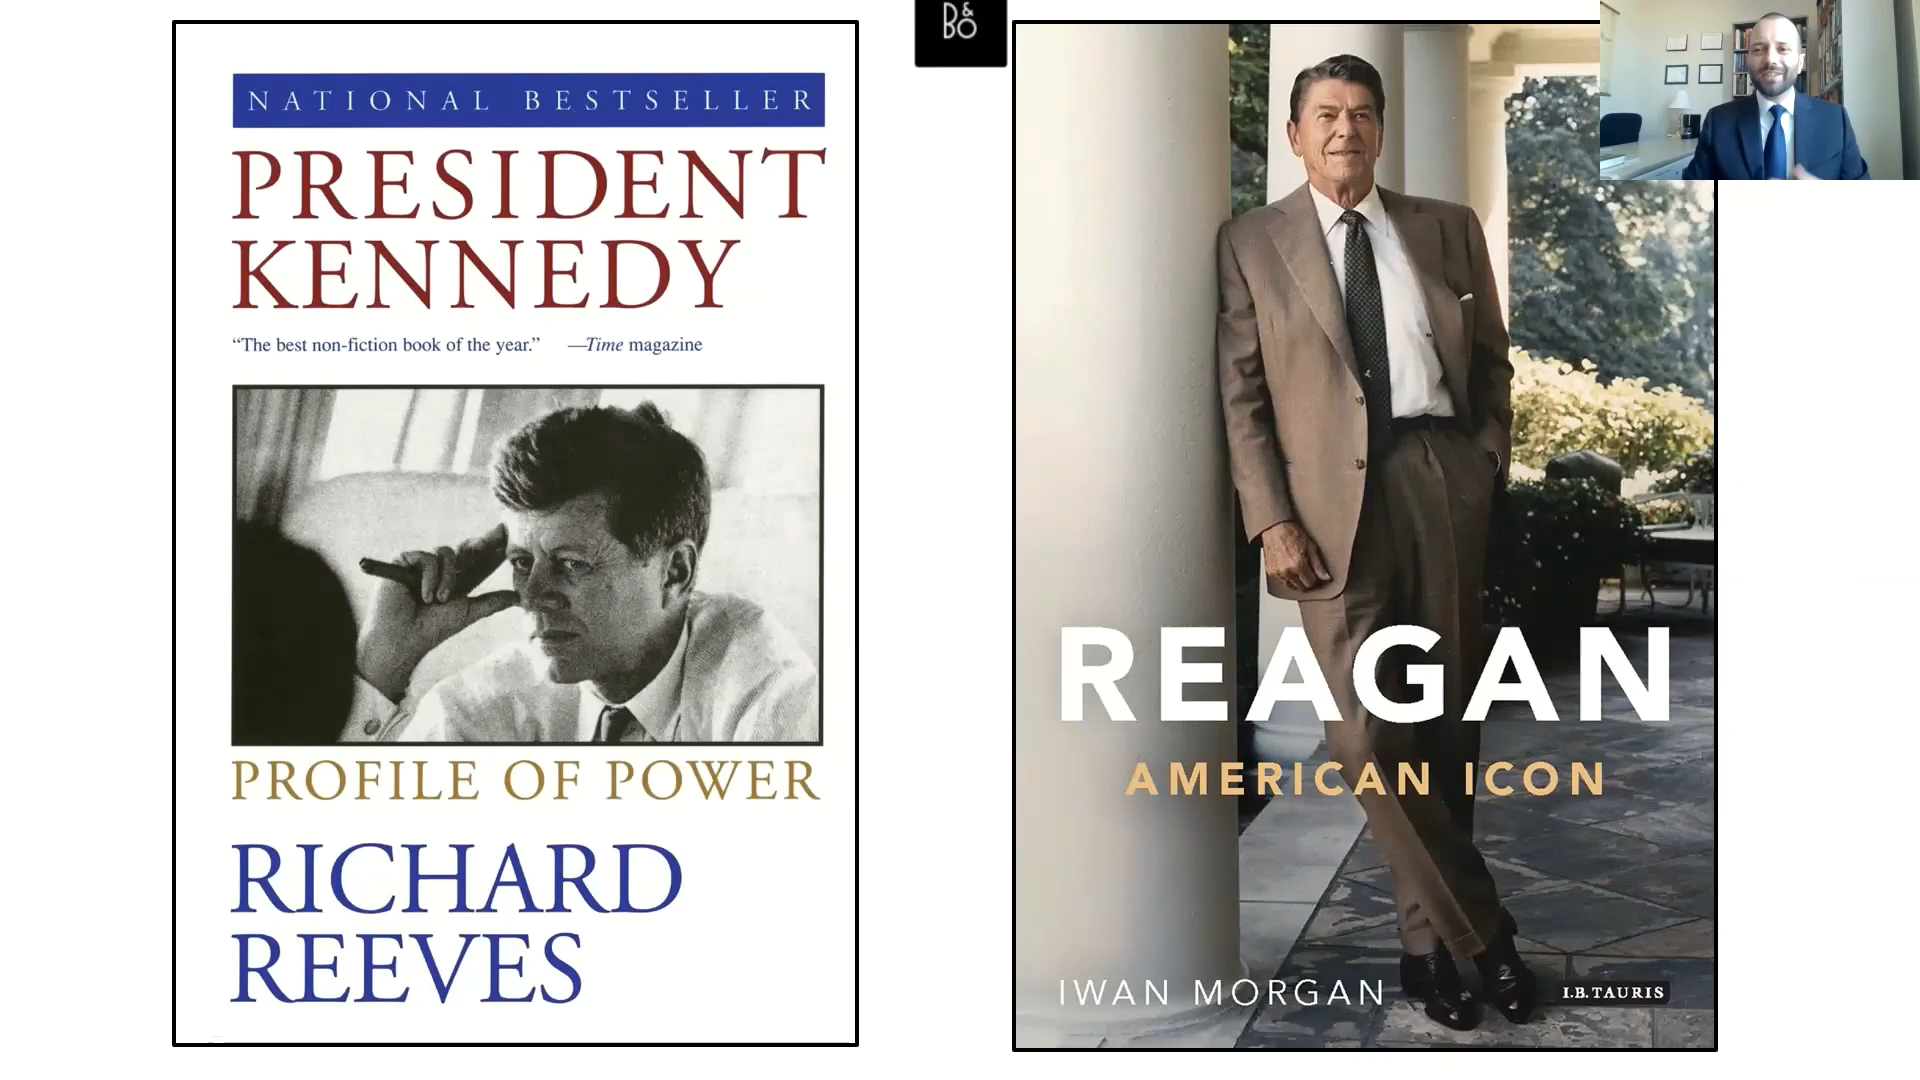 NATIONAL BESTSELLER
PRESIDENT
KENNEDY
“The best non-fiction book of the year.” —Time magazine
PROFILE OF POWER
RICHARD
REEVES
B&O
REAGAN
AMERICAN ICON
IWAN MORGAN
I.B.TAURIS